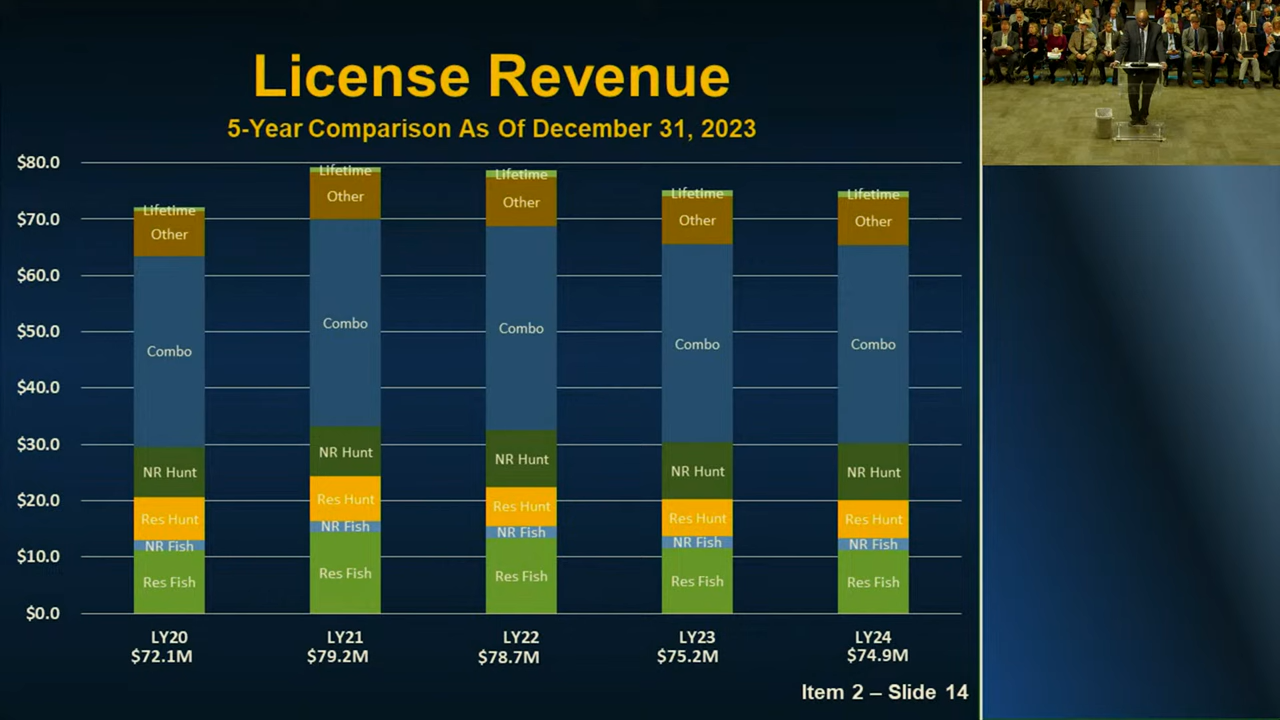 License Revenue
5-Year Comparison As Of December 31, 2023
$80.0
$70.0
$60.0
$50.0
$40.0
$30.0
$20.0
$10.0
$0.0
Lifetime
Other
Combo
NR Hunt
Res Hunt
NR Fish
Res Fish
Lifetime
Other
Combo
NR Hunt
Res Hunt
NR Fish
Res Fish
Lifetime
Other
Combo
NR Hunt
Res Hunt
NR Fish
Res Fish
Lifetime
Other
Combo
NR Hunt
Res Hunt
NR Fish
Res Fish
Lifetime
Other
Combo
NR Hunt
Res Hunt
NR Fish
Res Fish
LY20 LY21 LY22 LY23 LY24
$72.1M $79.2M $78.7M $75.2M $74.9M
Item 2 – Slide 14